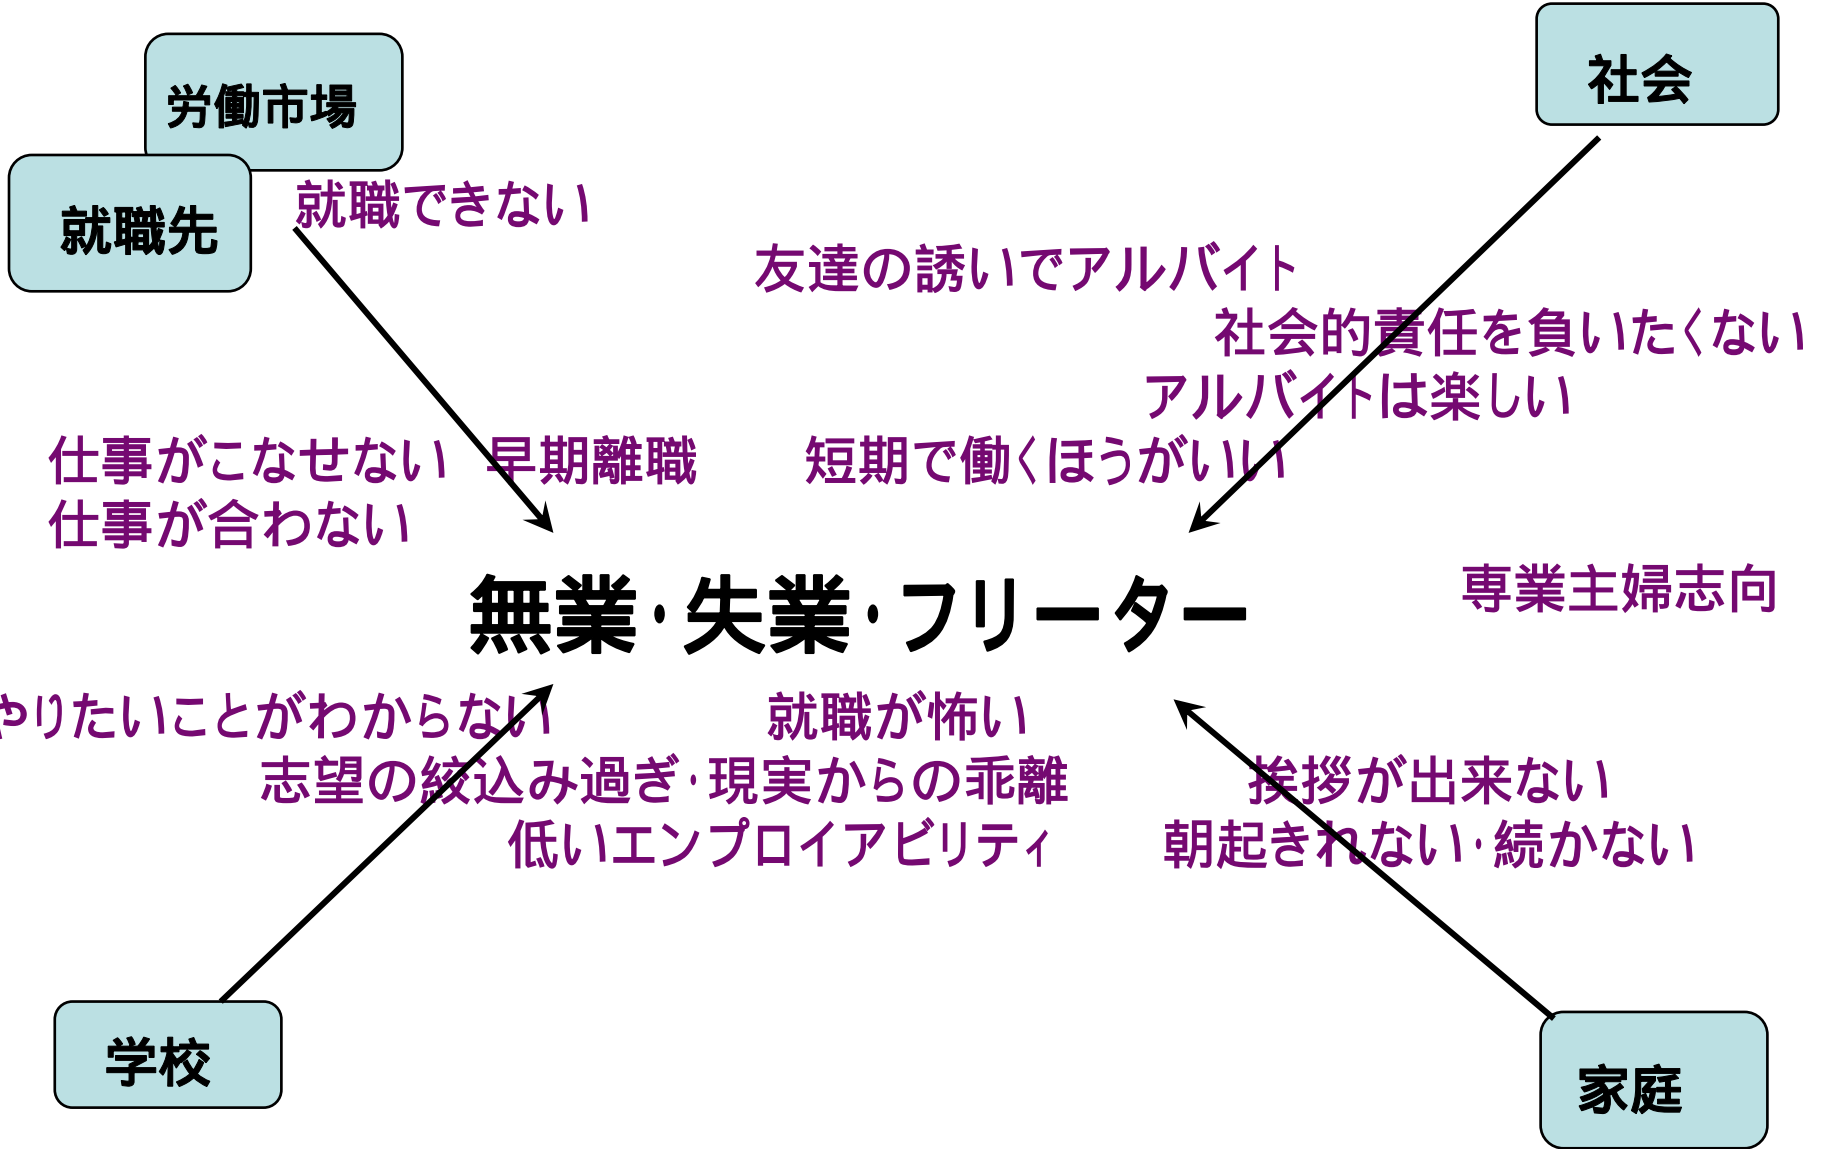 労働市場
社会
就職先
就職できない
友達の誘いでアルバイト
社会的責任を負いたくない
アルバイトは楽しい
仕事がこなせない 早期離職
短期で働くほうがいい
仕事が合わない
専業主婦志向
無業・失業・フリーター
やりたいことがわからない
就職が怖い
志望の絞込み過ぎ・現実からの乖離
挨拶が出来ない
低いエンプロイアビリティ
朝起きれない・続かない
学校
家庭